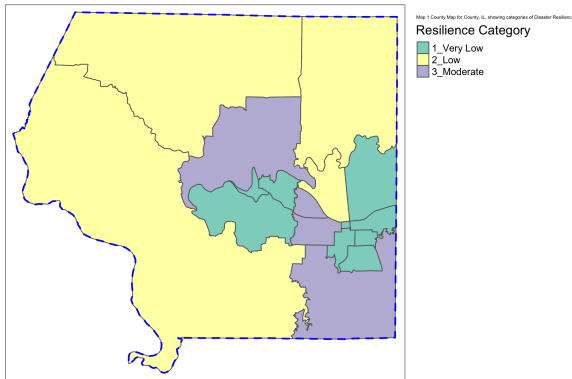 Map 1 County Map for County, IL, showing categories of Disaster Resilienc
Resilience Category
1_Very Low
2_Low
3_Moderate